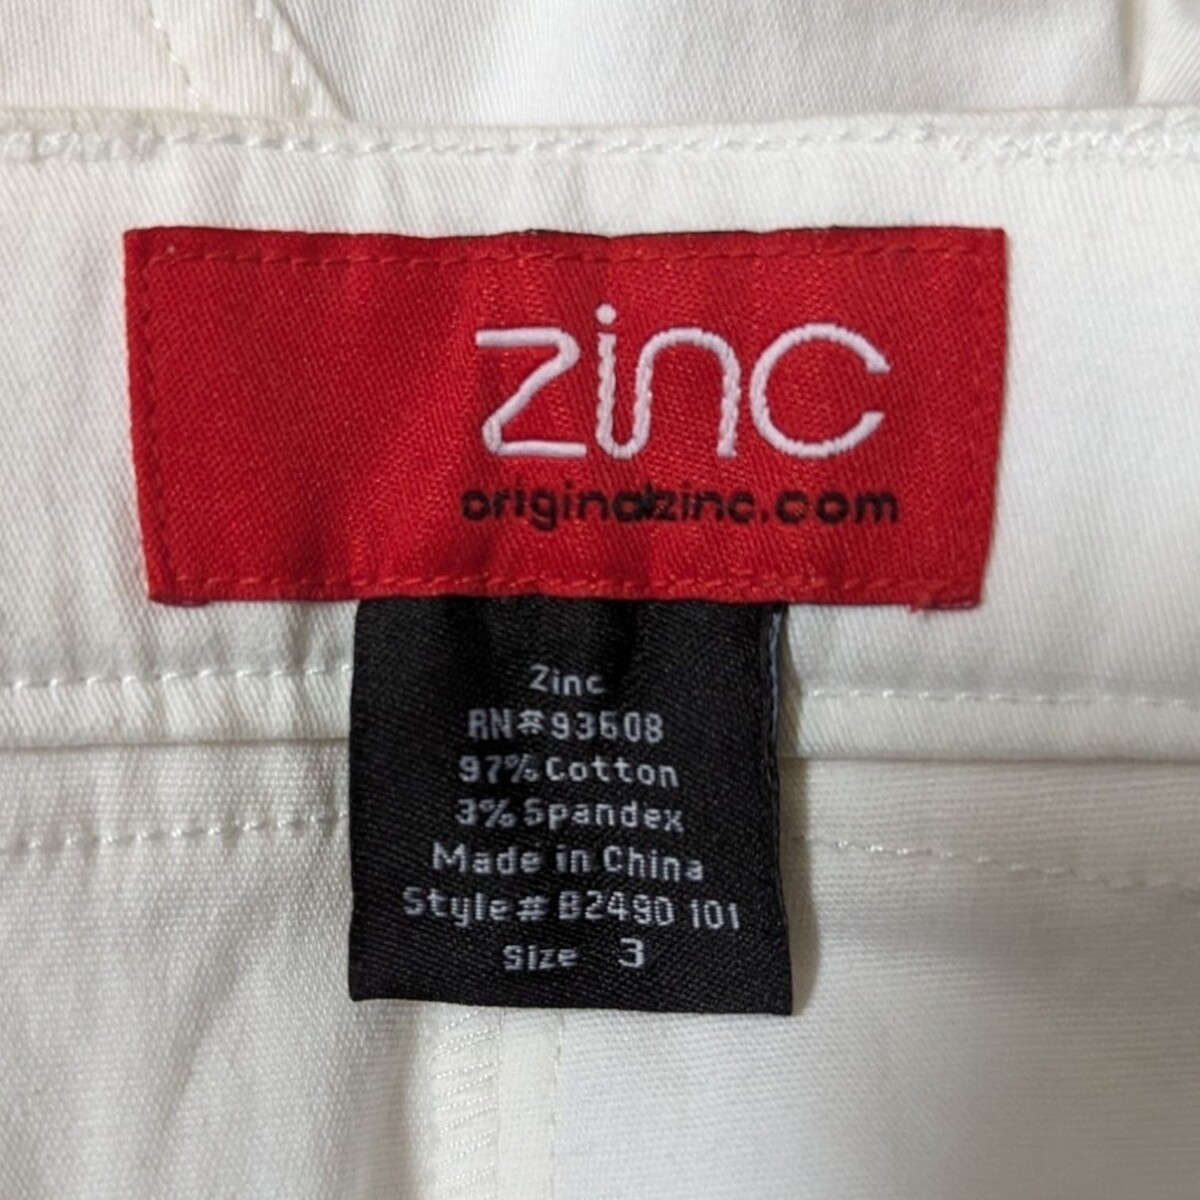 zinc
originalzinc.com
Zinc
RN#93608
97% Cotton
3% Spandex
Made in China
Style# B2490 101
Size 3